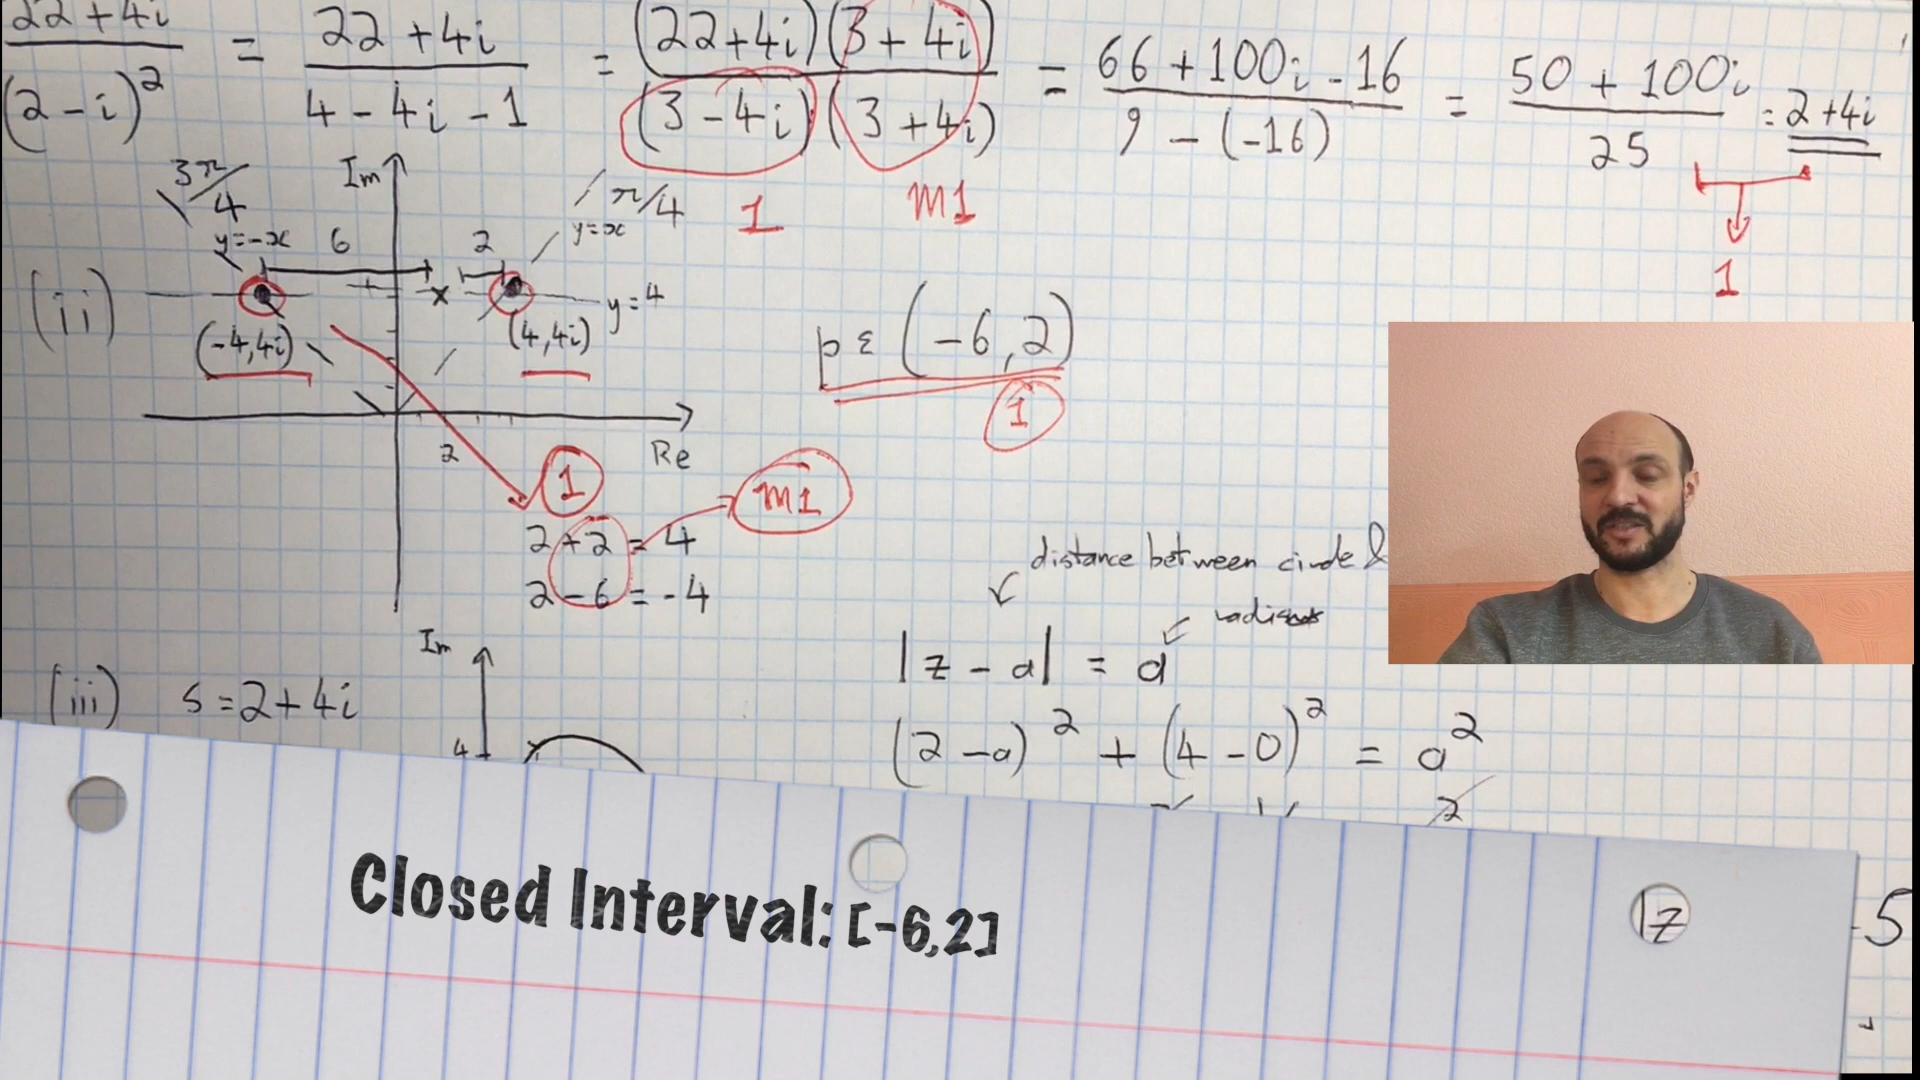 22+4i / (2-i)² = 22+4i / 4-4i-1 = (22+4i)(3+4i) / (3-4i)(3+4i) = 66+100i-16 / 9-(-16) = 50+100i / 25 = 2+4i
1 m1 1
3π/4 Im π/4
y=-x 6 2 y=x
(ii) x y=4
(-4,4i) (4,4i) p ε (-6,2)
1
2 Re
1 m1
2+2=4
2-6=-4
distance between circle &
radius
|z-a| = a
Im
(iii) s=2+4i
(2-a)² + (4-0)² = a²
4
2
Closed Interval: [-6,2]
|z -5